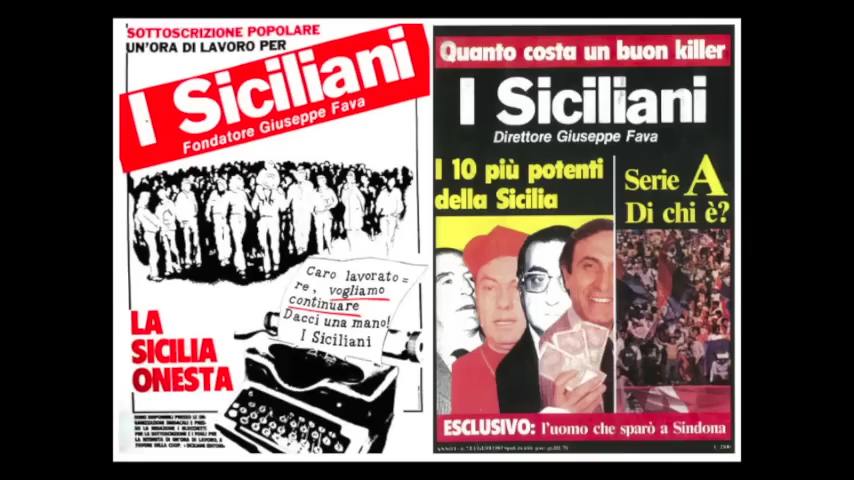 SOTTOSCRIZIONE POPOLARE
UN'ORA DI LAVORO PER
I Siciliani
Fondatore Giuseppe Fava
Caro lavorato=
re, vogliamo
continuare
Dacci una mano!
I Siciliani
LA
SICILIA
ONESTA
Quanto costa un buon killer
I Siciliani
Direttore Giuseppe Fava
I 10 più potenti
della Sicilia
Serie A
Di chi è?
ESCLUSIVO: l'uomo che sparò a Sindona